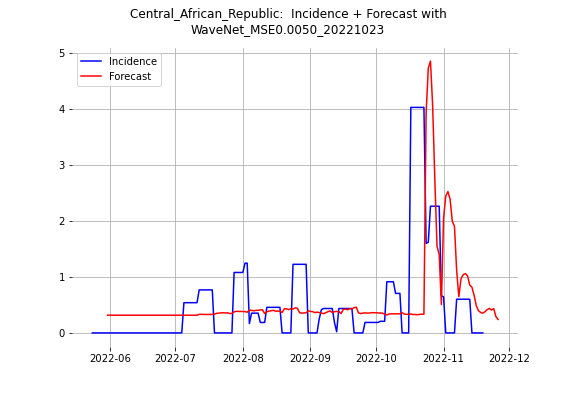 Central_African_Republic:  Incidence + Forecast with
WaveNet_MSE0.0050_20221023
Incidence
Forecast
5
4
3
2
1
0
2022-06 2022-07 2022-08 2022-09 2022-10 2022-11 2022-12